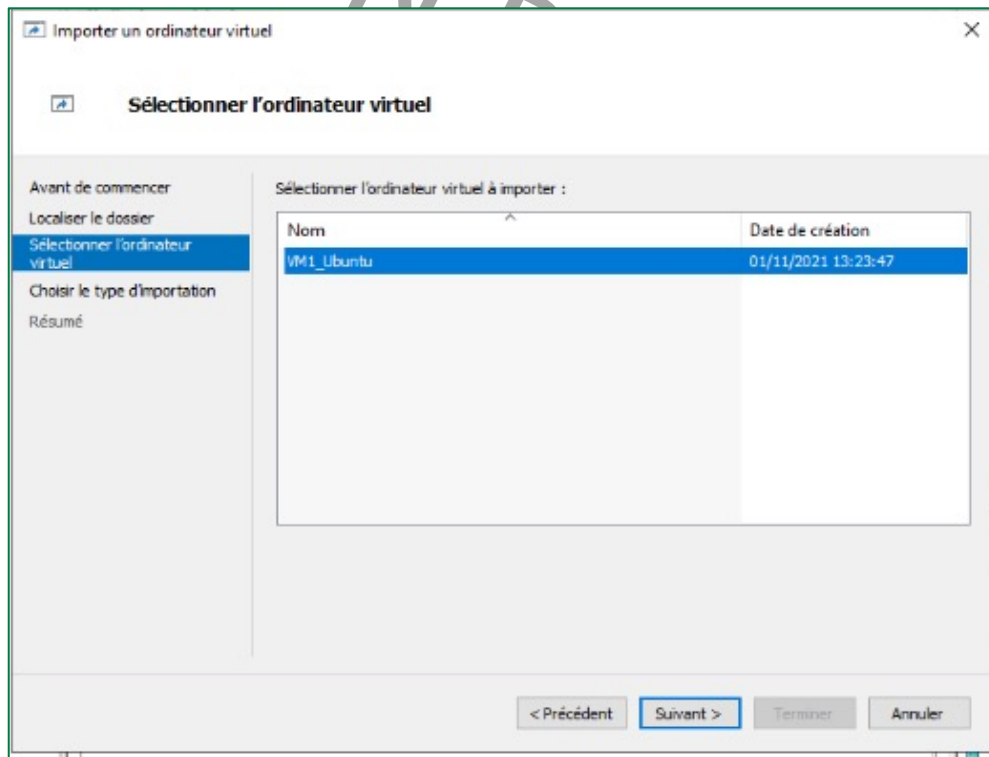 Importer un ordinateur virtuel
Sélectionner l'ordinateur virtuel
Avant de commencer
Localiser le dossier
Sélectionner l'ordinateur
virtuel
Choisir le type d'importation
Résumé
Sélectionner l'ordinateur virtuel à importer :
Nom
Date de création
VM1_Ubuntu
01/11/2021 13:23:47
< Précédent
Suivant >
Terminer
Annuler